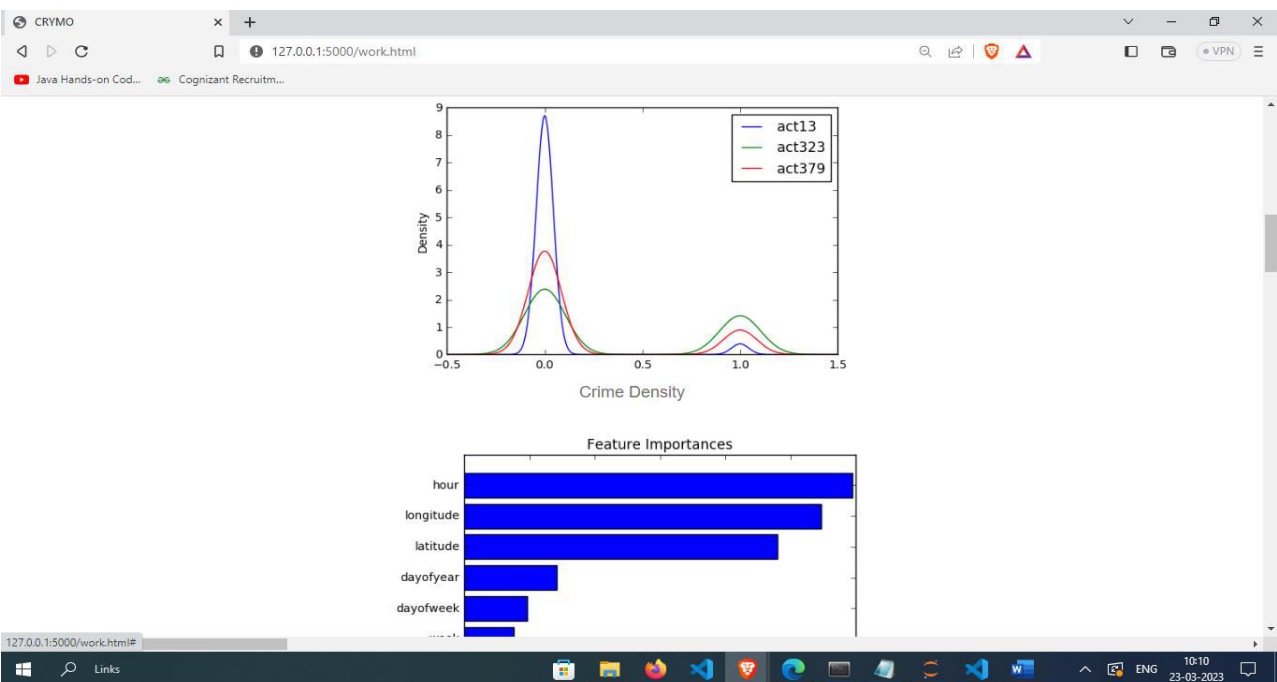 CRYMO
127.0.0.1:5000/work.html
VPN
Java Hands-on Cod... Cognizant Recruitm...
9
8
7
6
5
4
3
2
1
0
Density
act13
act323
act379
−0.5 0.0 0.5 1.0 1.5
Crime Density
Feature Importances
hour
longitude
latitude
dayofyear
dayofweek
127.0.0.1:5000/work.html#
Links
ENG
10:10
23-03-2023